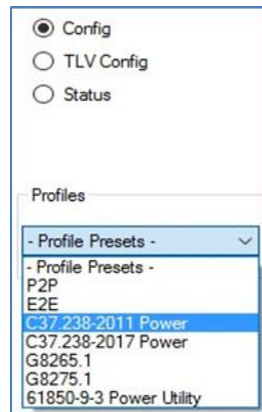 Config
TLV Config
Status
Profiles
- Profile Presets -
- Profile Presets -
P2P
E2E
C37.238-2011 Power
C37.238-2017 Power
G8265.1
G8275.1
61850-9-3 Power Utility